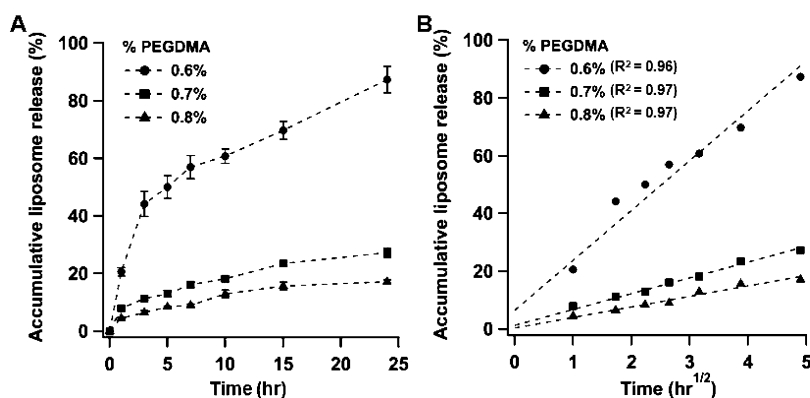 A
Accumulative liposome release (%)
100
80
60
40
20
0
% PEGDMA
0.6%
0.7%
0.8%
0 5 10 15 20 25
Time (hr)
B
Accumulative liposome release (%)
100
80
60
40
20
0
% PEGDMA
0.6% (R² = 0.96)
0.7% (R² = 0.97)
0.8% (R² = 0.97)
0 1 2 3 4 5
Time (hr^1/2)